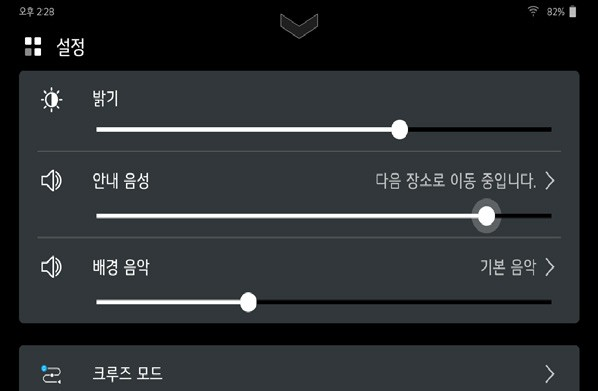 오후 2:28
82%
설정
밝기
안내 음성
다음 장소로 이동 중입니다.
배경 음악
기본 음악
크루즈 모드